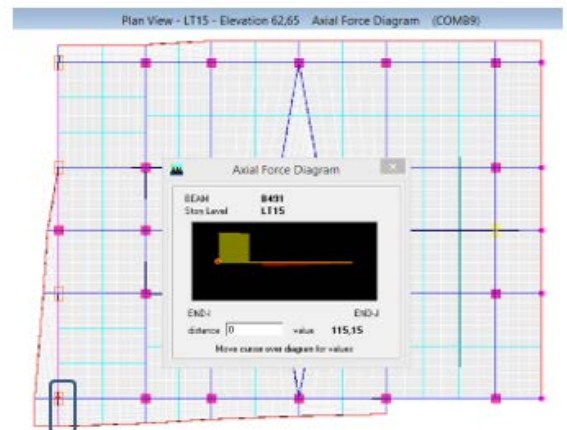 Plan View - LT15 - Elevation 62,65 Axial Force Diagram (COMB9)
Axial Force Diagram
BEAM B491
Story Level LT15
END-I END-J
distance 0 value 115,15
Move cursor over diagram for values